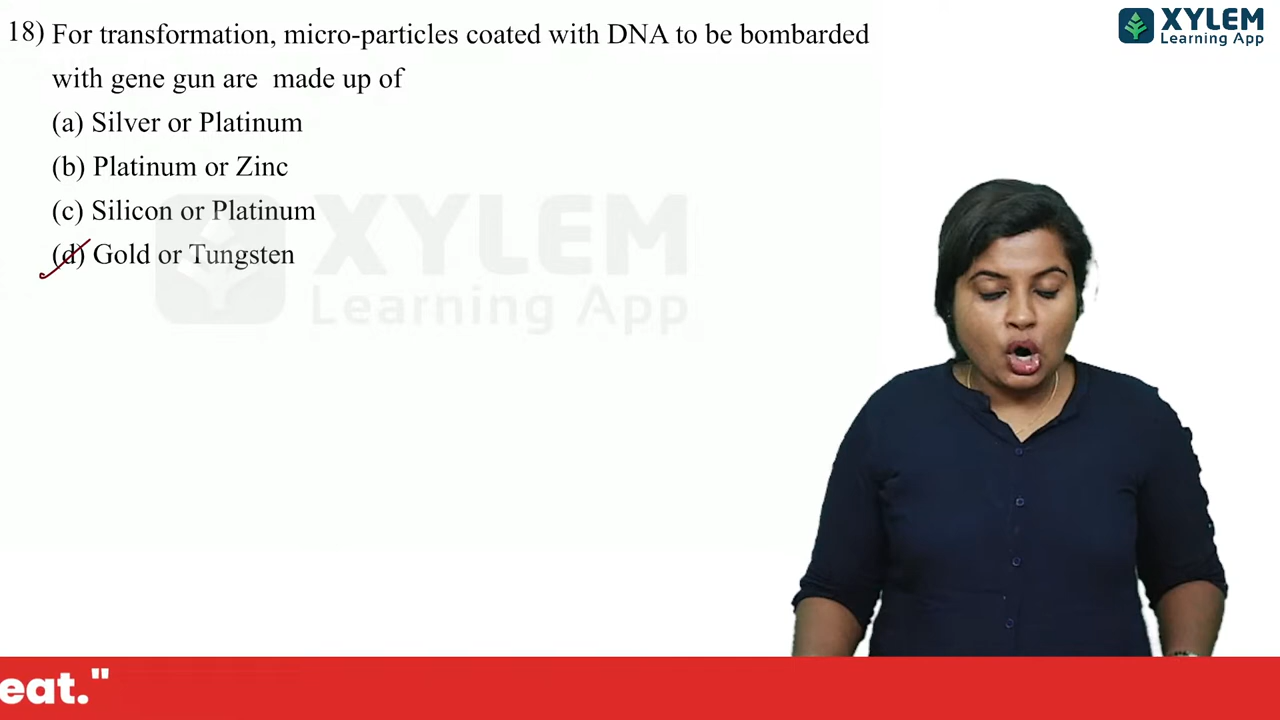 18) For transformation, micro-particles coated with DNA to be bombarded
with gene gun are made up of
(a) Silver or Platinum
(b) Platinum or Zinc
(c) Silicon or Platinum
(d) Gold or Tungsten
XYLEM
Learning App
XYLEM
Learning App
eat."